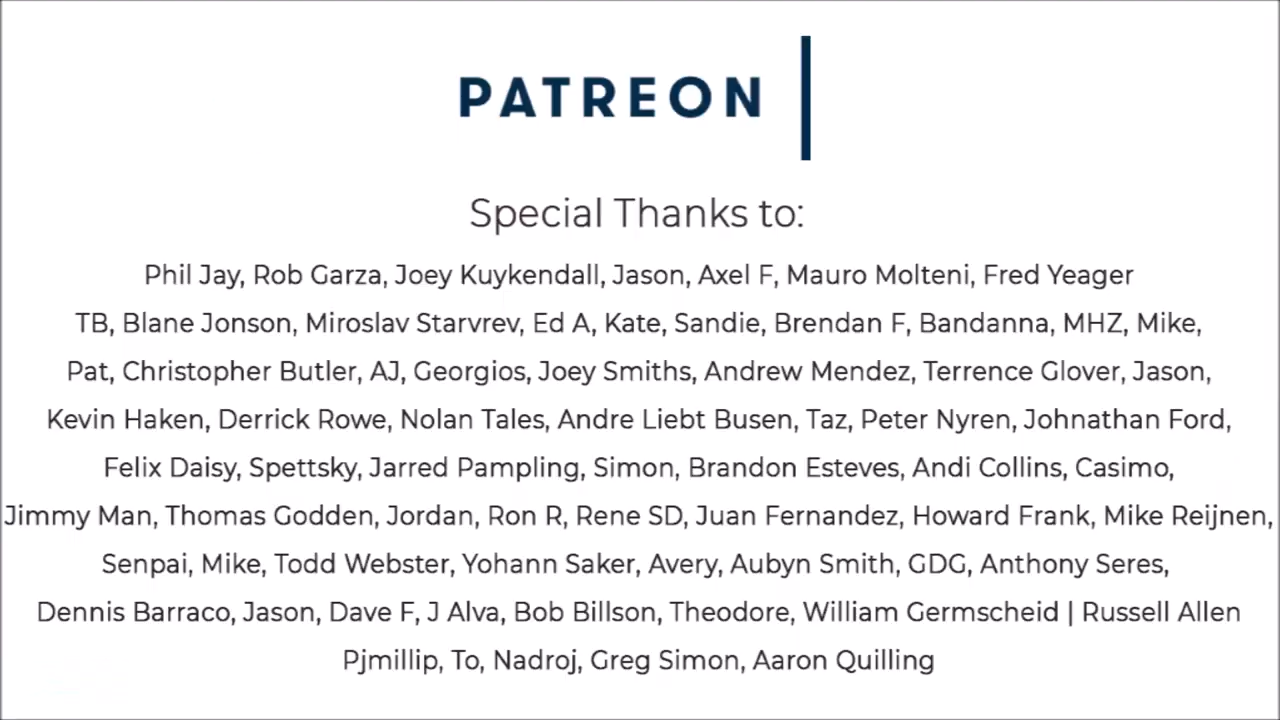 PATREON
Special Thanks to:
Phil Jay, Rob Garza, Joey Kuykendall, Jason, Axel F, Mauro Molteni, Fred Yeager
TB, Blane Jonson, Miroslav Starvrev, Ed A, Kate, Sandie, Brendan F, Bandanna, MHZ, Mike,
Pat, Christopher Butler, AJ, Georgios, Joey Smiths, Andrew Mendez, Terrence Glover, Jason,
Kevin Haken, Derrick Rowe, Nolan Tales, Andre Liebt Busen, Taz, Peter Nyren, Johnathan Ford,
Felix Daisy, Spettsky, Jarred Pampling, Simon, Brandon Esteves, Andi Collins, Casimo,
Jimmy Man, Thomas Godden, Jordan, Ron R, Rene SD, Juan Fernandez, Howard Frank, Mike Reijnen,
Senpai, Mike, Todd Webster, Yohann Saker, Avery, Aubyn Smith, GDG, Anthony Seres,
Dennis Barraco, Jason, Dave F, J Alva, Bob Billson, Theodore, William Germscheid | Russell Allen
Pjmillip, To, Nadroj, Greg Simon, Aaron Quilling